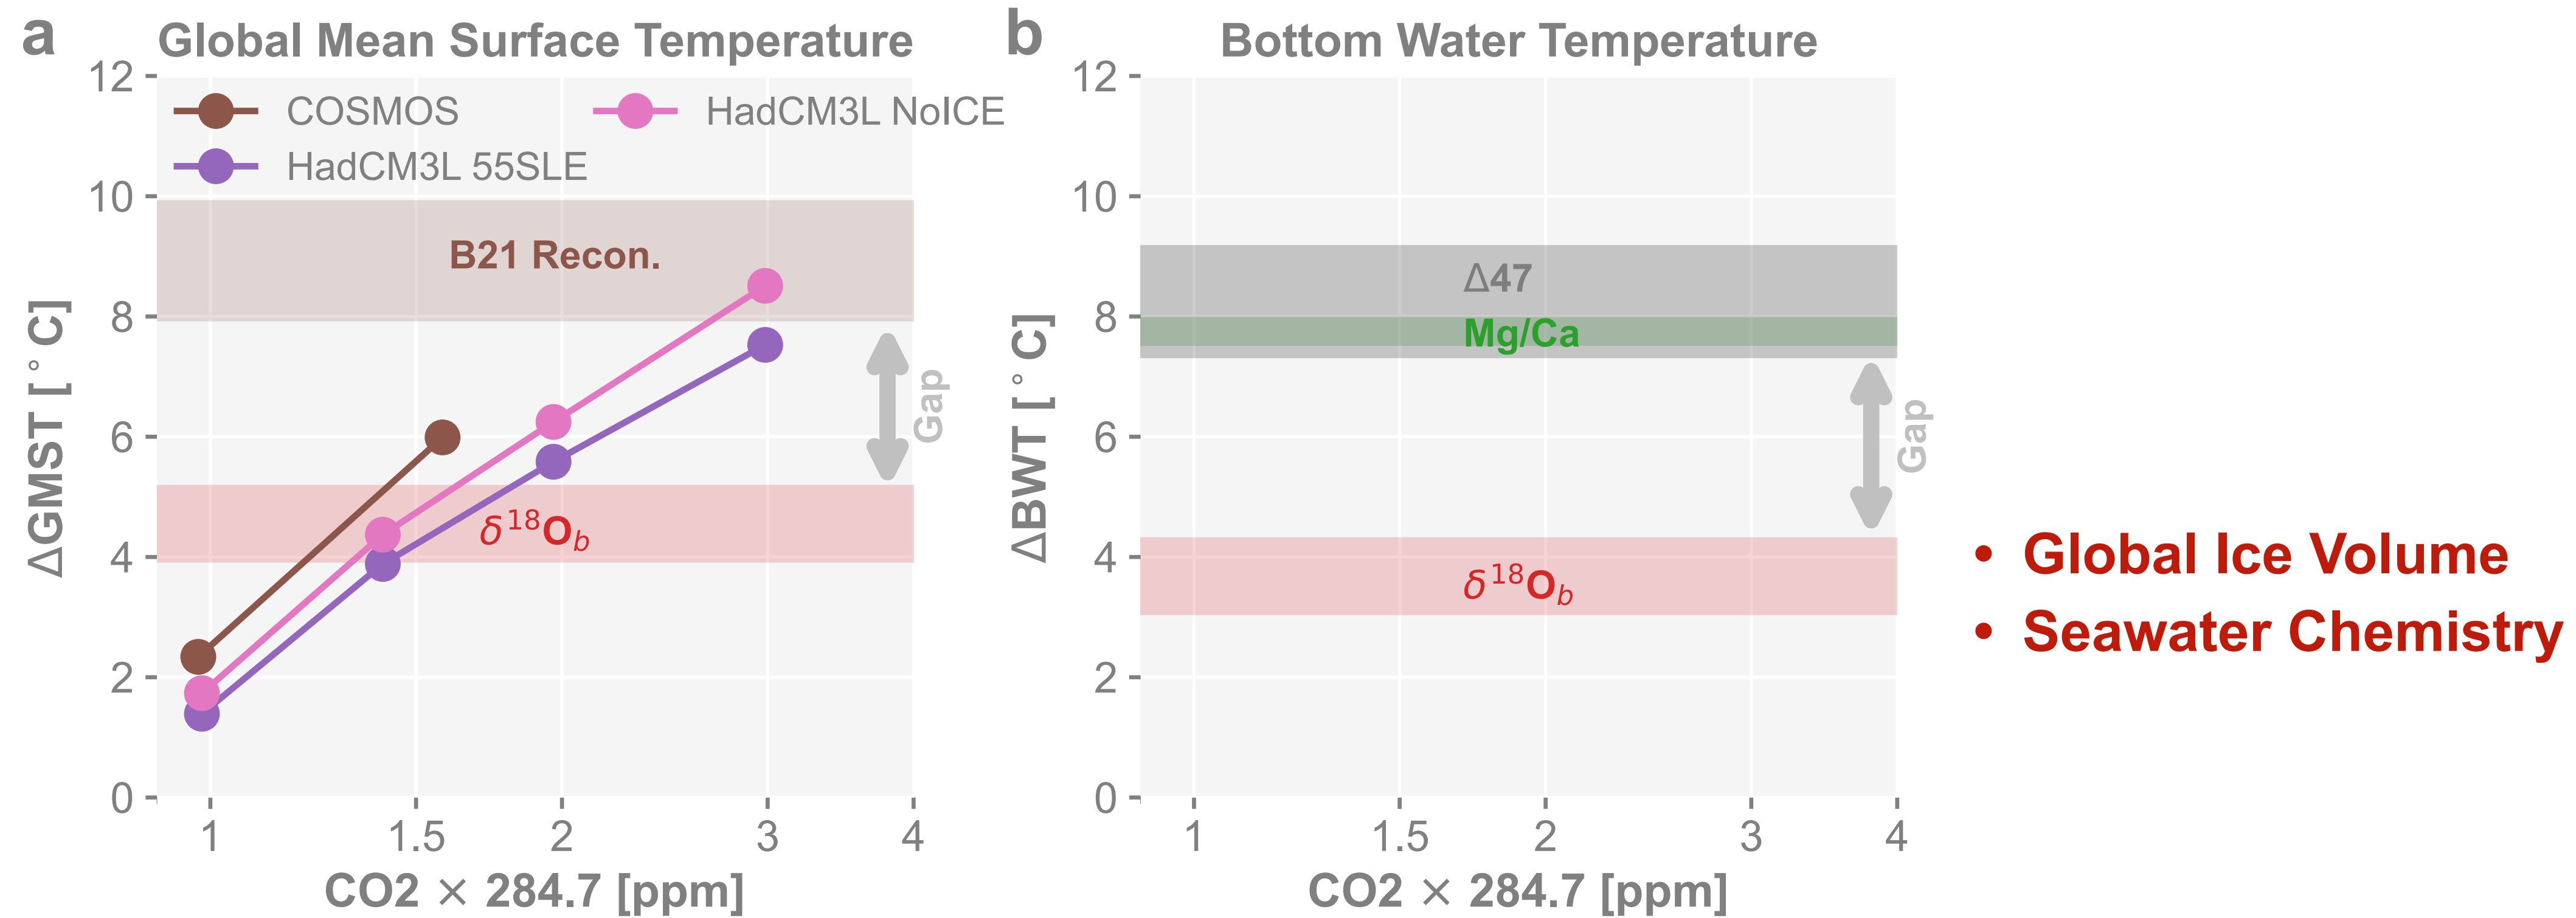 a
Global Mean Surface Temperature
12
10
8
6
4
2
0
ΔGMST [°C]
COSMOS
HadCM3L NoICE
HadCM3L 55SLE
B21 Recon.
Gap
δ¹⁸O_b
1 1.5 2 3 4
CO2 × 284.7 [ppm]
b
Bottom Water Temperature
12
10
8
6
4
2
0
ΔBWT [°C]
Δ47
Mg/Ca
Gap
δ¹⁸O_b
1 1.5 2 3 4
CO2 × 284.7 [ppm]
• Global Ice Volume
• Seawater Chemistry